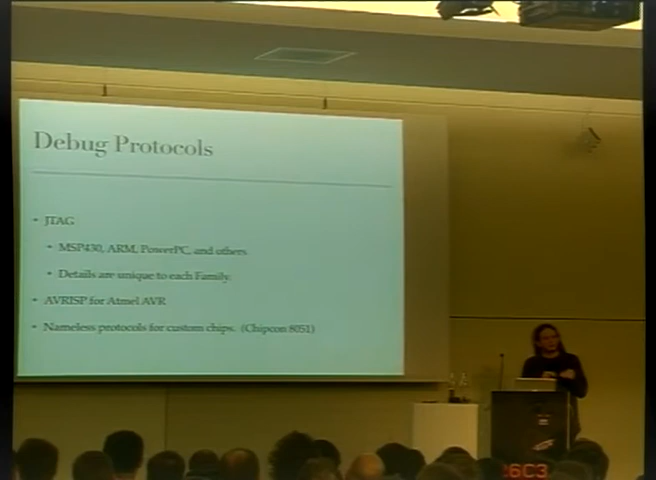 Debug Protocols
• JTAG
• MSP430, ARM, PowerPC, and others.
• Details are unique to each Family.
• AVRISP for Atmel AVR
• Nameless protocols for custom chips. (Chipcon 8051)
26C3